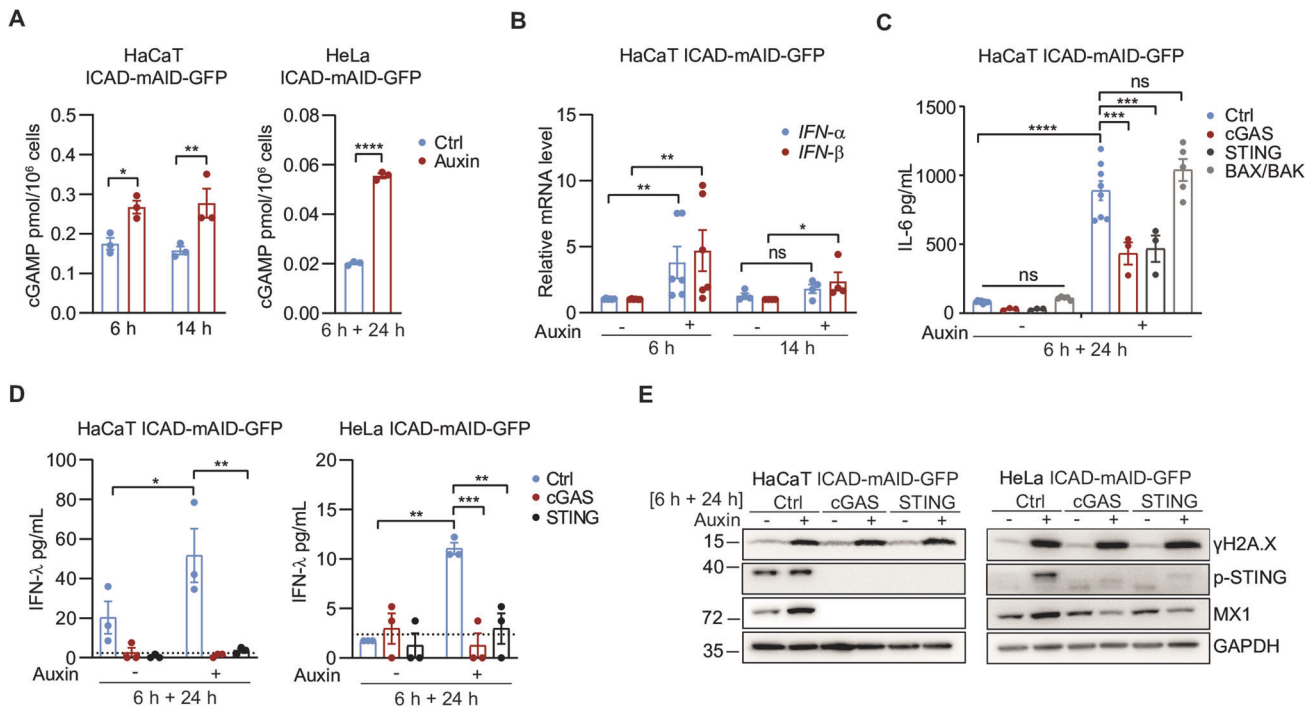 A
HaCaT
ICAD-mAID-GFP
HeLa
ICAD-mAID-GFP
cGAMP pmol/10⁶ cells
0.5
0.4
0.3
0.2
0.1
0.0
*
**
6 h
14 h
cGAMP pmol/10⁶ cells
0.08
0.06
0.04
0.02
0.00
****
6 h + 24 h
Ctrl
Auxin
B
HaCaT ICAD-mAID-GFP
Relative mRNA level
15
10
5
0
**
**
ns
*
IFN-α
IFN-β
Auxin
-
+
-
+
6 h
14 h
C
HaCaT ICAD-mAID-GFP
IL-6 pg/mL
1500
1000
500
0
ns
***
****
***
ns
Ctrl
cGAS
STING
BAX/BAK
Auxin
-
+
6 h + 24 h
D
HaCaT ICAD-mAID-GFP
IFN-λ pg/mL
100
80
60
40
20
0
*
**
Auxin
-
+
6 h + 24 h
HeLa ICAD-mAID-GFP
IFN-λ pg/mL
20
15
10
5
0
**
**
***
Ctrl
cGAS
STING
-
+
Auxin
6 h + 24 h
E
HaCaT ICAD-mAID-GFP
HeLa ICAD-mAID-GFP
[6 h + 24 h]
Ctrl
cGAS
STING
Ctrl
cGAS
STING
Auxin
- + - + - +
- + - + - +
15
γH2A.X
40
p-STING
72
MX1
35
GAPDH